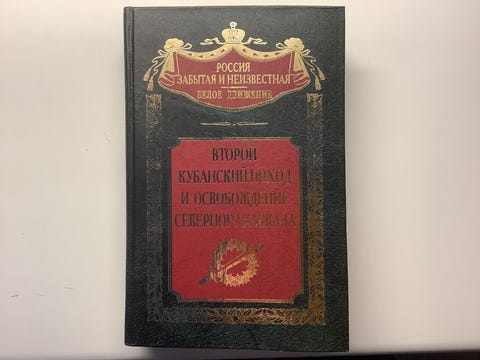 РОССИЯ
ЗАБЫТАЯ И НЕИЗВЕСТНАЯ
БЕЛОЕ ДВИЖЕНИЕ
ВТОРОЙ
КУБАНСКИЙ ПОХОД
И ОСВОБОЖДЕНИЕ
СЕВЕРНОГО КАВКАЗА